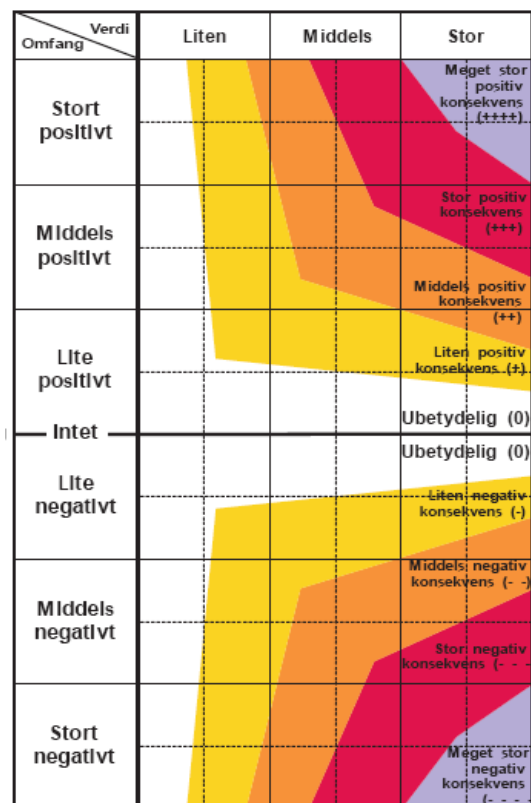 Verdi
Omfang
Liten
Middels
Stor
Stort
positivt
Meget stor
positiv
konsekvens
(++++)
Middels
positivt
Stor positiv
konsekvens
(+++)
Middels positiv
konsekvens
(++)
Lite
positivt
Liten positiv
konsekvens (+)
Ubetydelig (0)
Intet
Ubetydelig (0)
Lite
negativt
Liten negativ
konsekvens (-)
Middels negativ
konsekvens (- -)
Middels
negativt
Stor negativ
konsekvens (- - -
Stort
negativt
Meget stor
negativ
konsekvens
(- - - -